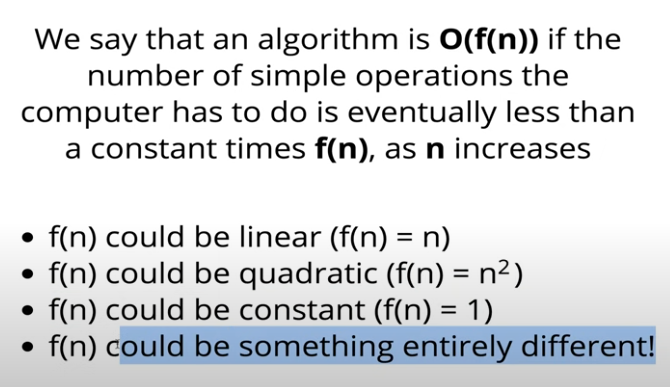 We say that an algorithm is O(f(n)) if the
number of simple operations the
computer has to do is eventually less than
a constant times f(n), as n increases
• f(n) could be linear (f(n) = n)
• f(n) could be quadratic (f(n) = n²)
• f(n) could be constant (f(n) = 1)
• f(n) could be something entirely different!